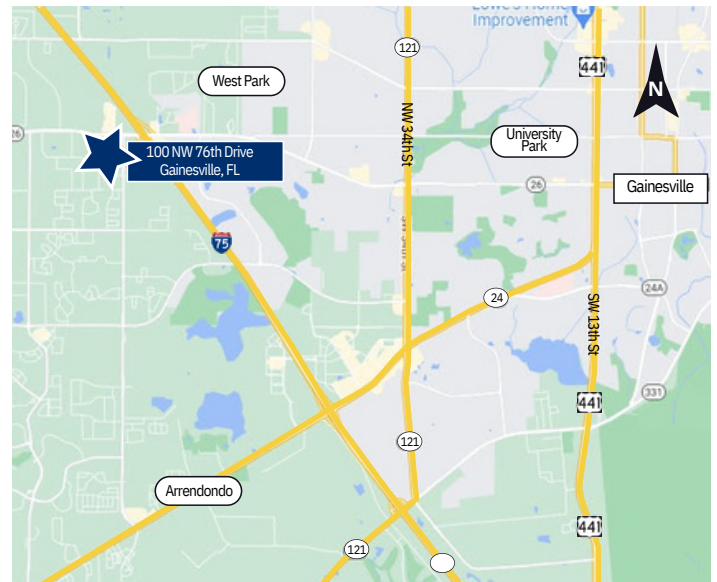 Lowe's Home
Improvement
121
441
West Park
N
NW 34th St
26
University
Park
100 NW 76th Drive
Gainesville, FL
26
Gainesville
75
24
24A
SW 13th St
331
441
121
Arrendondo
441
121